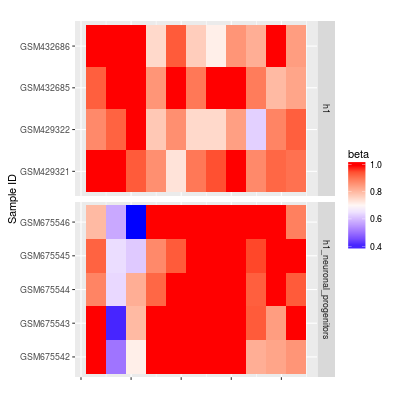 Sample ID
GSM432686
GSM432685
GSM429322
GSM429321
h1
GSM675546
GSM675545
GSM675544
GSM675543
GSM675542
h1_neuronal_progenitors
beta
1.0
0.8
0.6
0.4